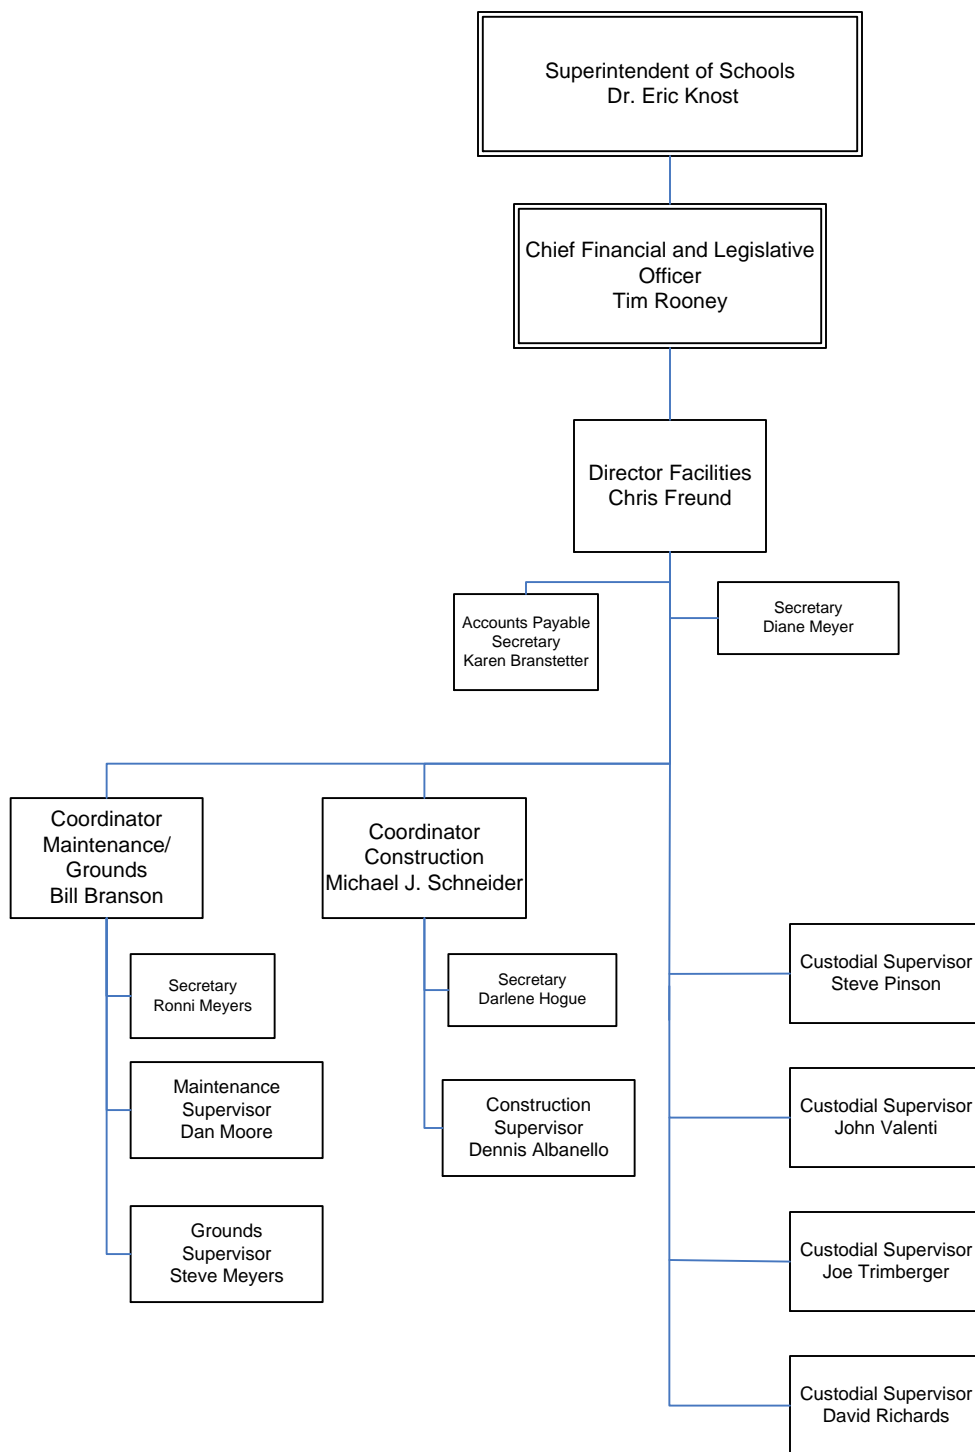 Superintendent of Schools
Dr. Eric Knost
Chief Financial and Legislative
Officer
Tim Rooney
Director Facilities
Chris Freund
Accounts Payable
Secretary
Karen Branstetter
Secretary
Diane Meyer
Coordinator
Maintenance/
Grounds
Bill Branson
Coordinator
Construction
Michael J. Schneider
Secretary
Ronni Meyers
Maintenance
Supervisor
Dan Moore
Grounds
Supervisor
Steve Meyers
Secretary
Darlene Hogue
Construction
Supervisor
Dennis Albanello
Custodial Supervisor
Steve Pinson
Custodial Supervisor
John Valenti
Custodial Supervisor
Joe Trimberger
Custodial Supervisor
David Richards